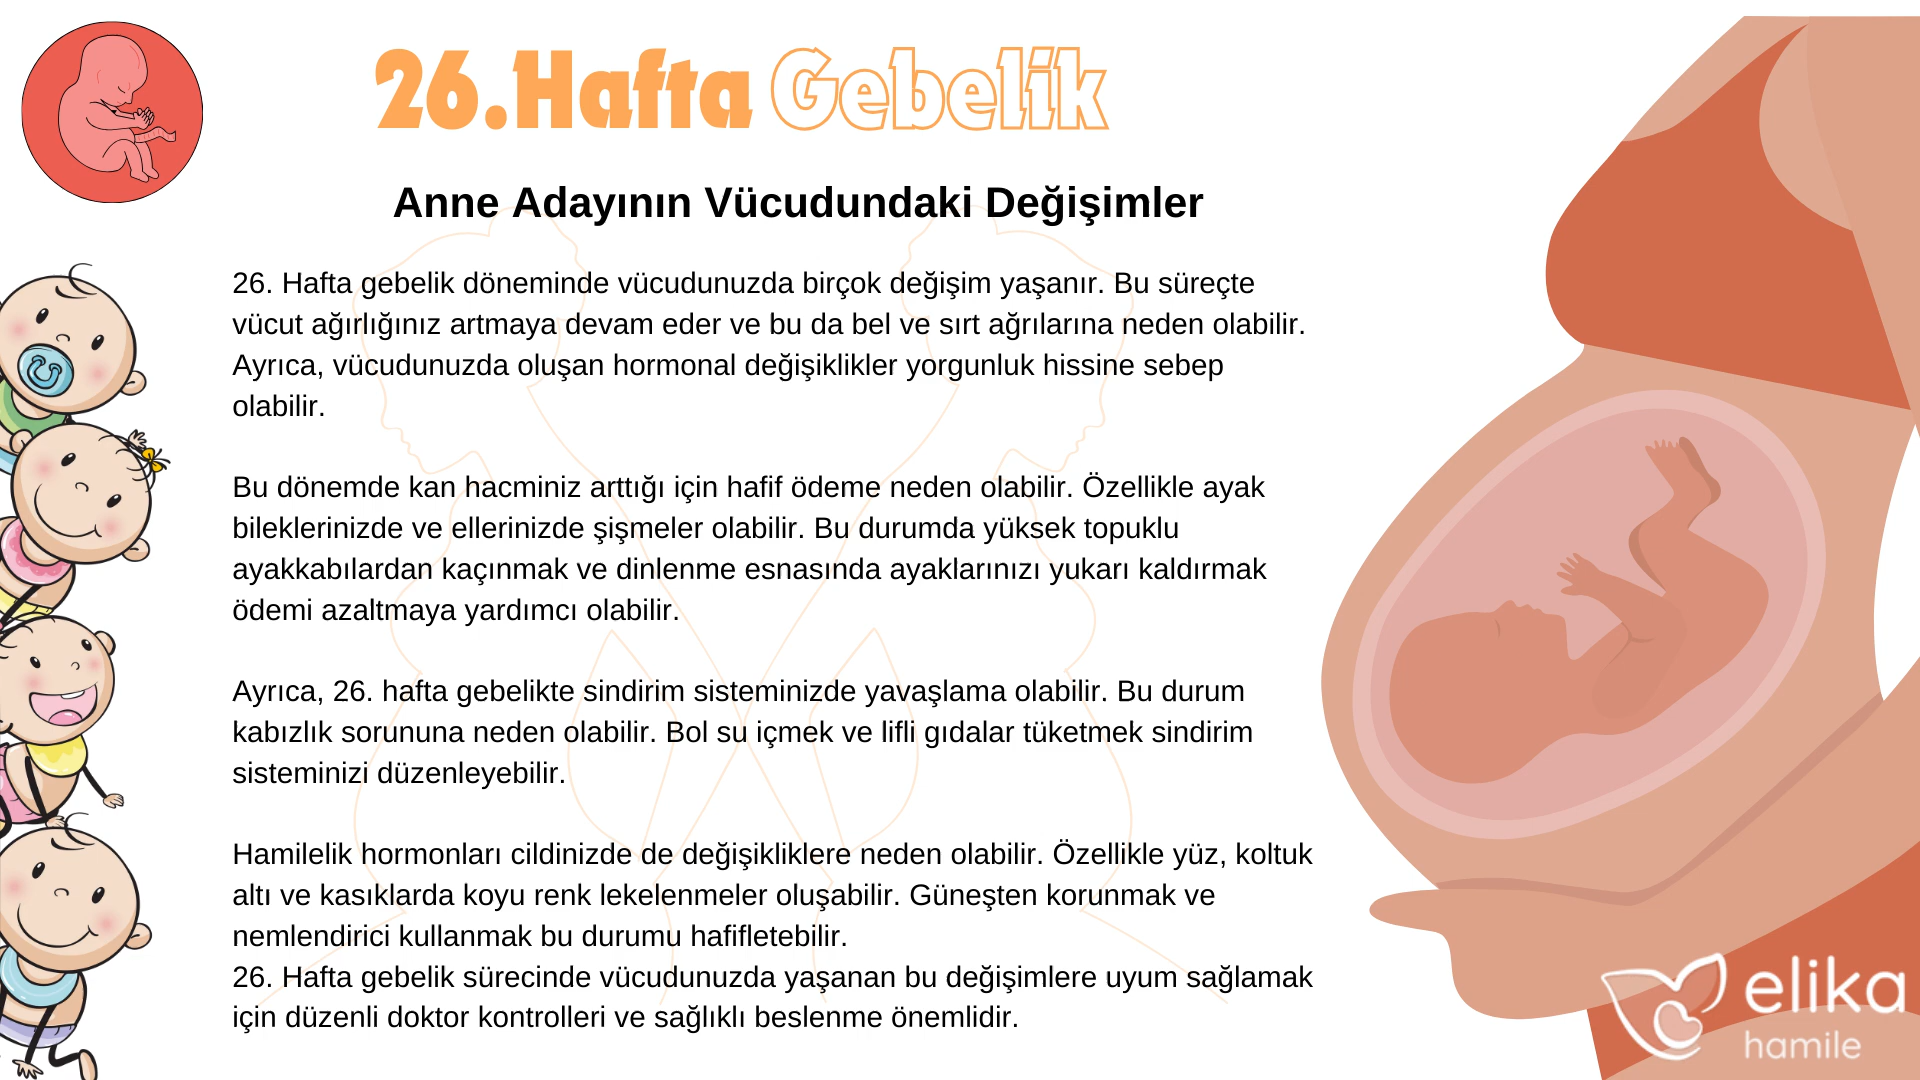 26.Hafta Gebelik
Anne Adayının Vücudundaki Değişimler
26. Hafta gebelik döneminde vücudunuzda birçok değişim yaşanır. Bu süreçte
vücut ağırlığınız artmaya devam eder ve bu da bel ve sırt ağrılarına neden olabilir.
Ayrıca, vücudunuzda oluşan hormonal değişiklikler yorgunluk hissine sebep
olabilir.
Bu dönemde kan hacminiz arttığı için hafif ödeme neden olabilir. Özellikle ayak
bileklerinizde ve ellerinizde şişmeler olabilir. Bu durumda yüksek topuklu
ayakkabılardan kaçınmak ve dinlenme esnasında ayaklarınızı yukarı kaldırmak
ödemi azaltmaya yardımcı olabilir.
Ayrıca, 26. hafta gebelikte sindirim sisteminizde yavaşlama olabilir. Bu durum
kabızlık sorununa neden olabilir. Bol su içmek ve lifli gıdalar tüketmek sindirim
sisteminizi düzenleyebilir.
Hamilelik hormonları cildinizde de değişikliklere neden olabilir. Özellikle yüz, koltuk
altı ve kasıklarda koyu renk lekelenmeler oluşabilir. Güneşten korunmak ve
nemlendirici kullanmak bu durumu hafifletebilir.
26. Hafta gebelik sürecinde vücudunuzda yaşanan bu değişimlere uyum sağlamak
için düzenli doktor kontrolleri ve sağlıklı beslenme önemlidir.
elika
hamile